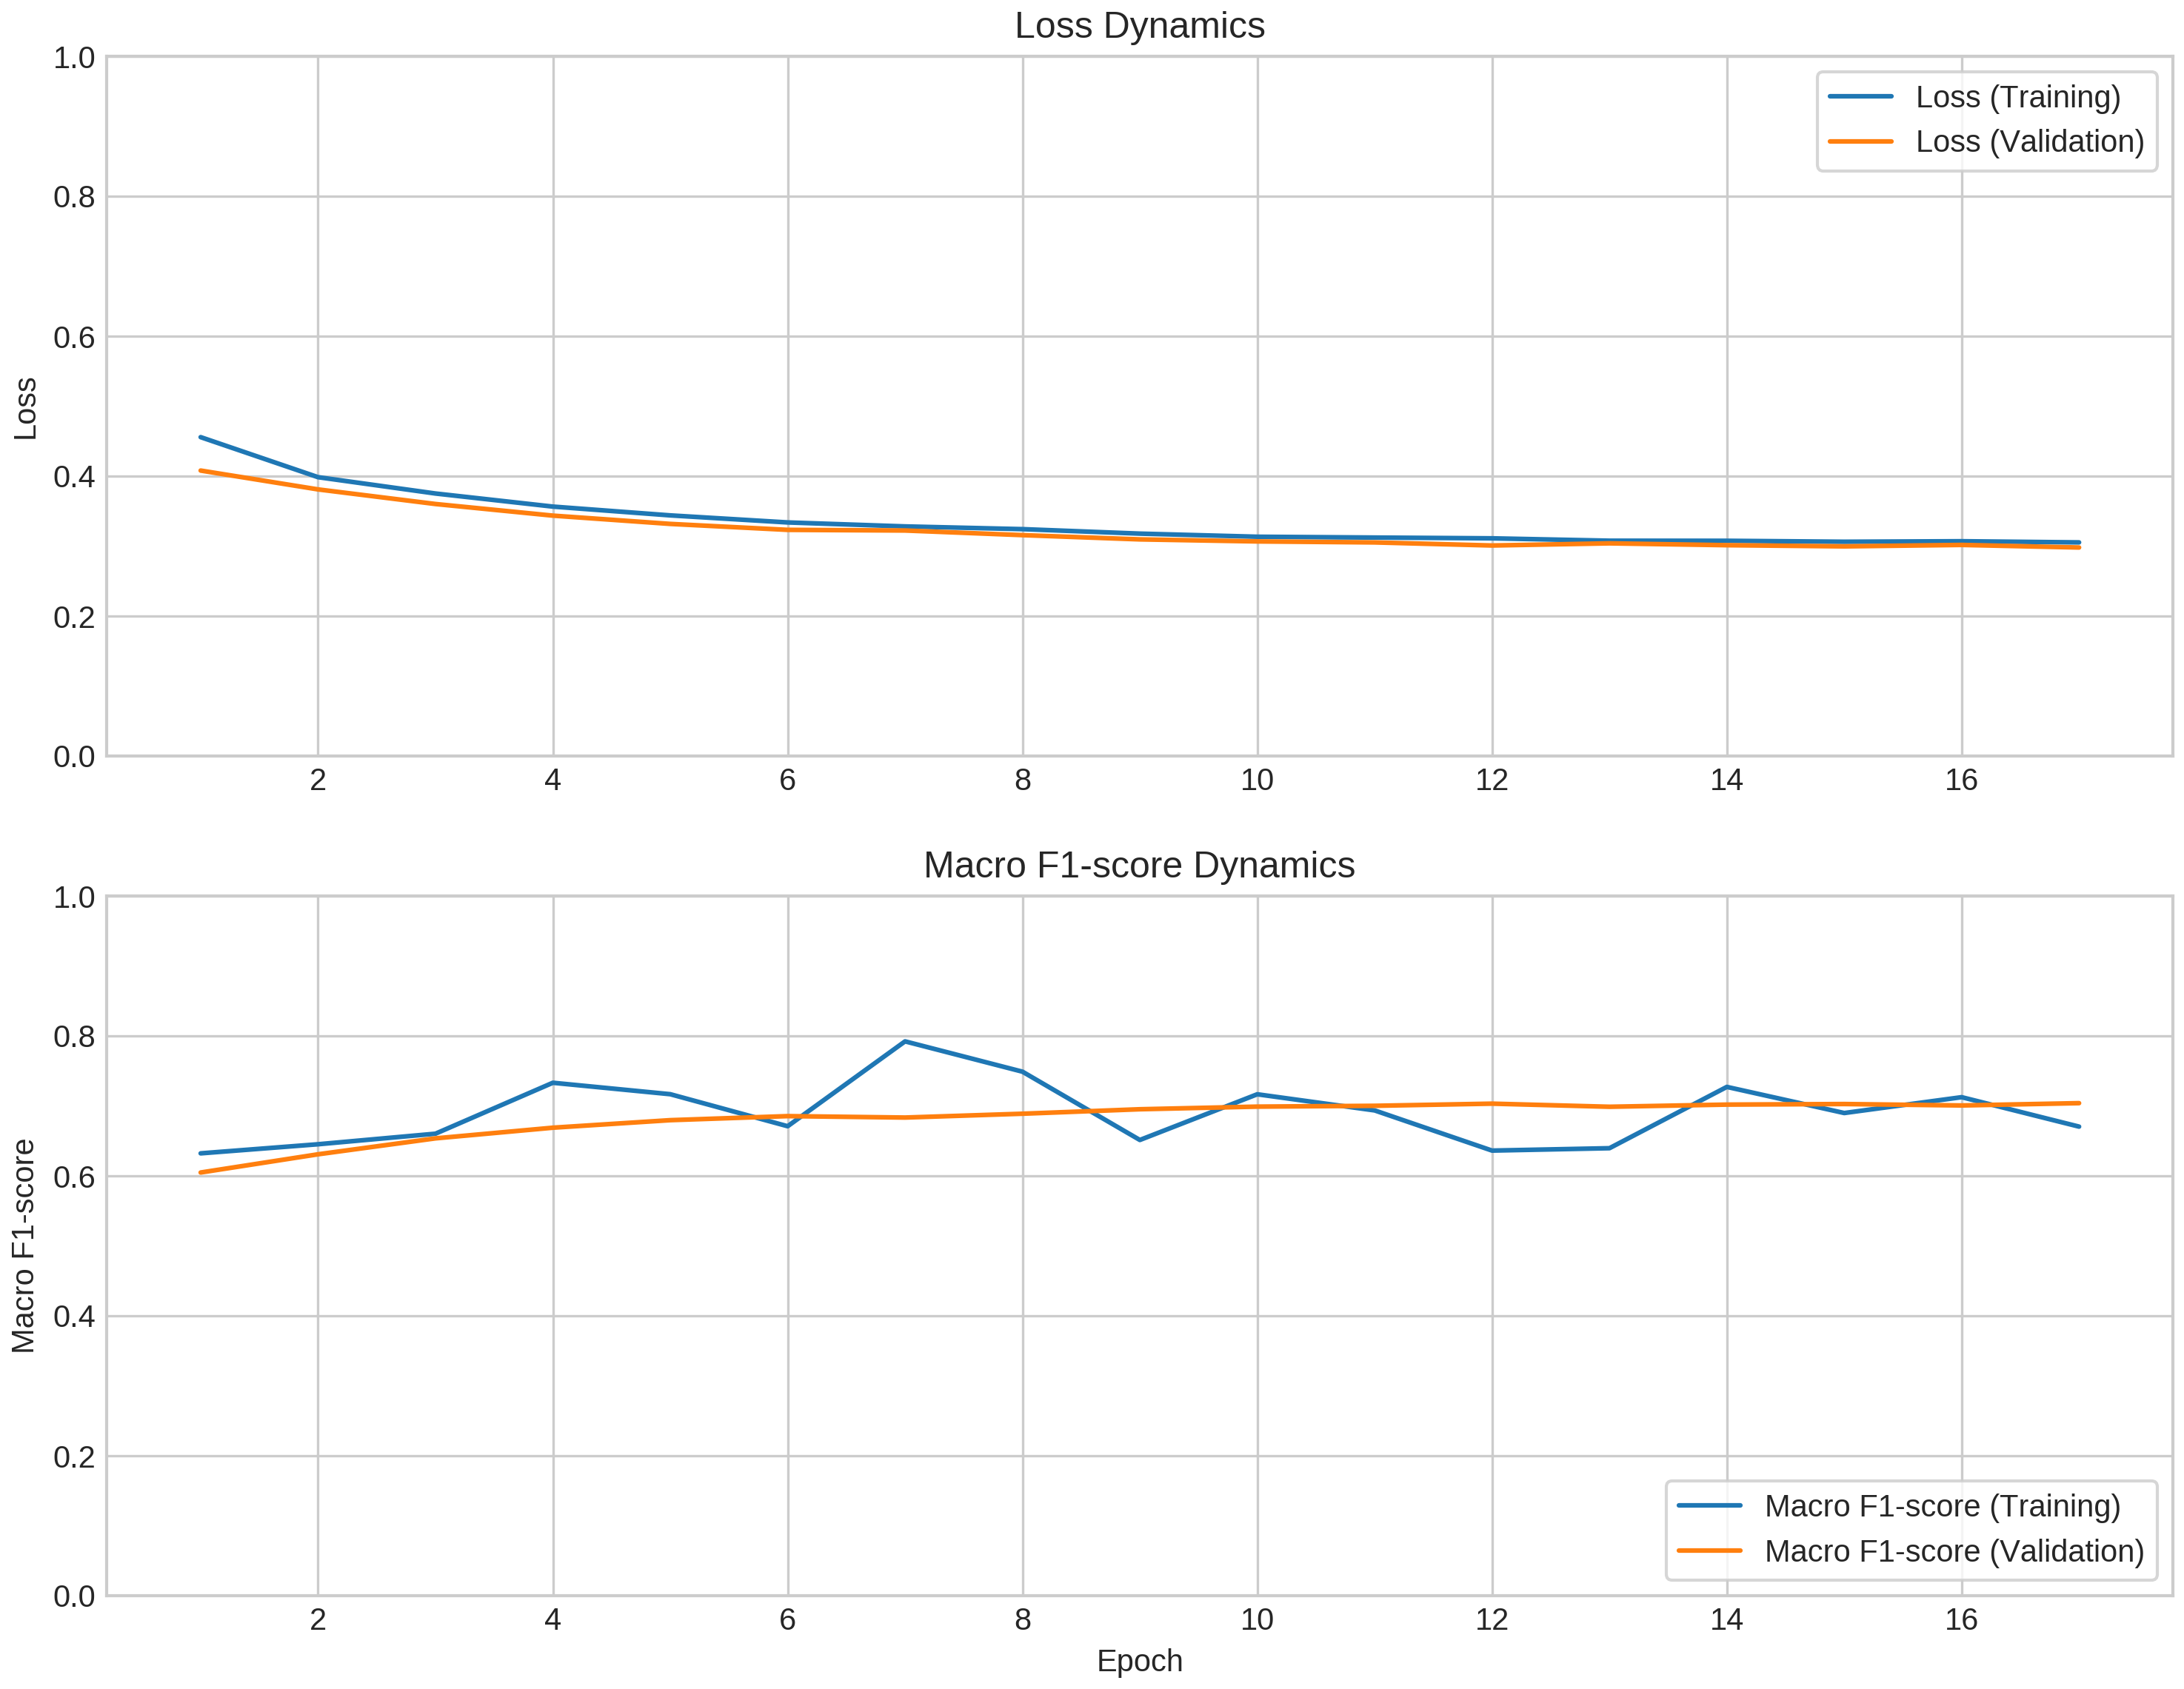 Loss Dynamics
1.0
0.8
0.6
0.4
0.2
0.0
Loss
Loss (Training)
Loss (Validation)
2 4 6 8 10 12 14 16
Macro F1-score Dynamics
1.0
0.8
0.6
0.4
0.2
0.0
Macro F1-score
Macro F1-score (Training)
Macro F1-score (Validation)
2 4 6 8 10 12 14 16
Epoch